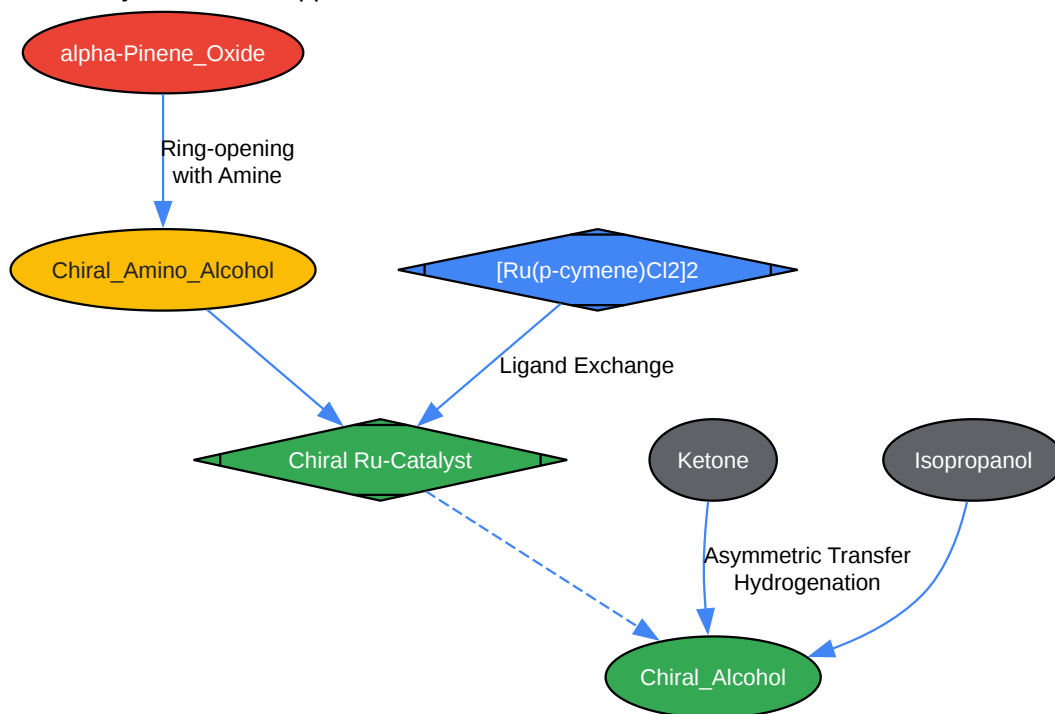 alpha-Pinene_Oxide
Ring-opening
with Amine
Chiral_Amino_Alcohol
[Ru(p-cymene)Cl2]2
Ligand Exchange
Chiral Ru-Catalyst
Ketone
Isopropanol
Asymmetric Transfer
Hydrogenation
Chiral_Alcohol